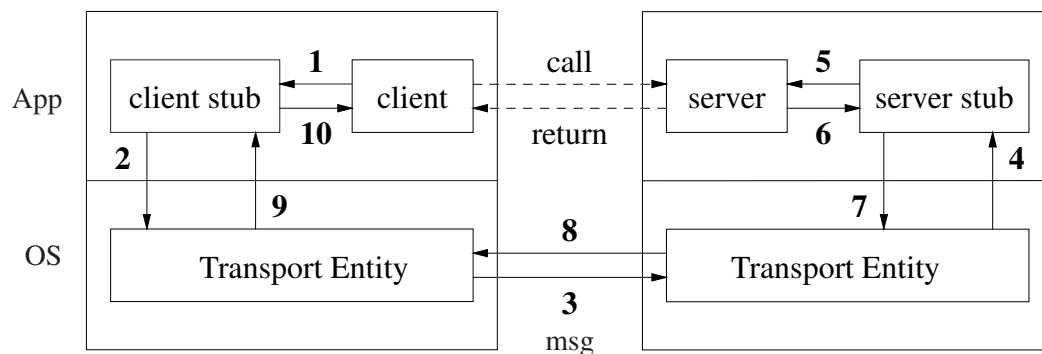 1 call 5
App client stub client server server stub
10 return 6
2 4
9 7
8
OS Transport Entity Transport Entity
3
msg